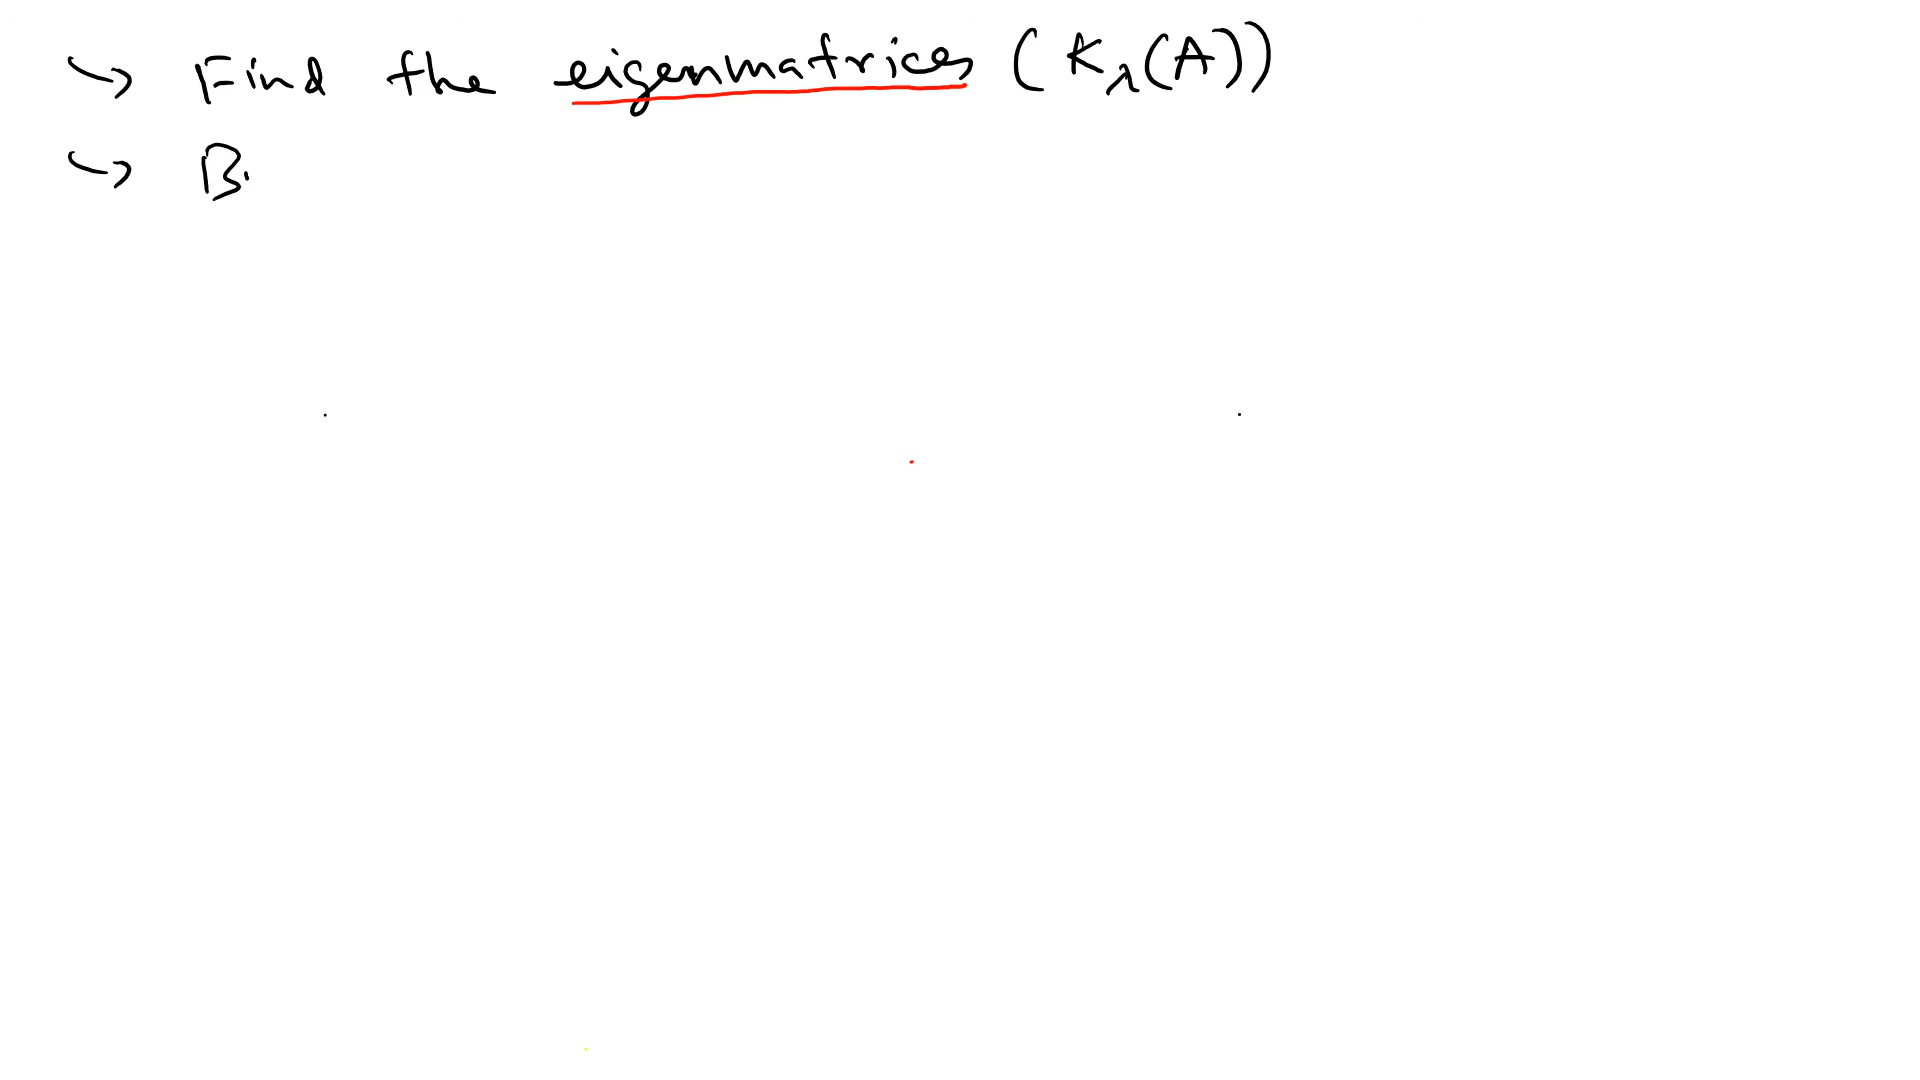 ↪ Find the eigenmatrices (K_λ(A))
↪ B